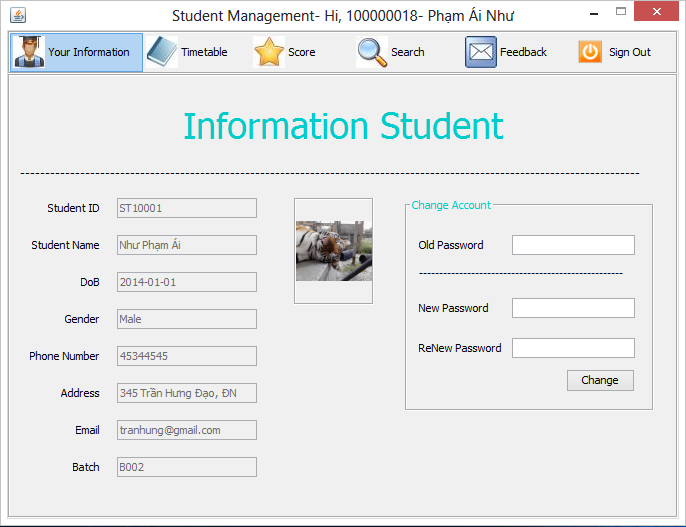 Student Management- Hi, 100000018- Phạm Ái Như
Your Information Timetable Score Search Feedback Sign Out
Information Student
Student ID ST10001
Student Name Như Phạm Ái
DoB 2014-01-01
Gender Male
Phone Number 45344545
Address 345 Trần Hưng Đạo, ĐN
Email tranhung@gmail.com
Batch B002
Change Account
Old Password
New Password
ReNew Password
Change